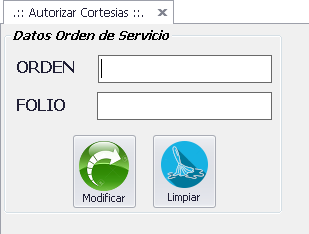 .:: Autorizar Cortesias ::.
Datos Orden de Servicio
ORDEN
FOLIO
Modificar Limpiar